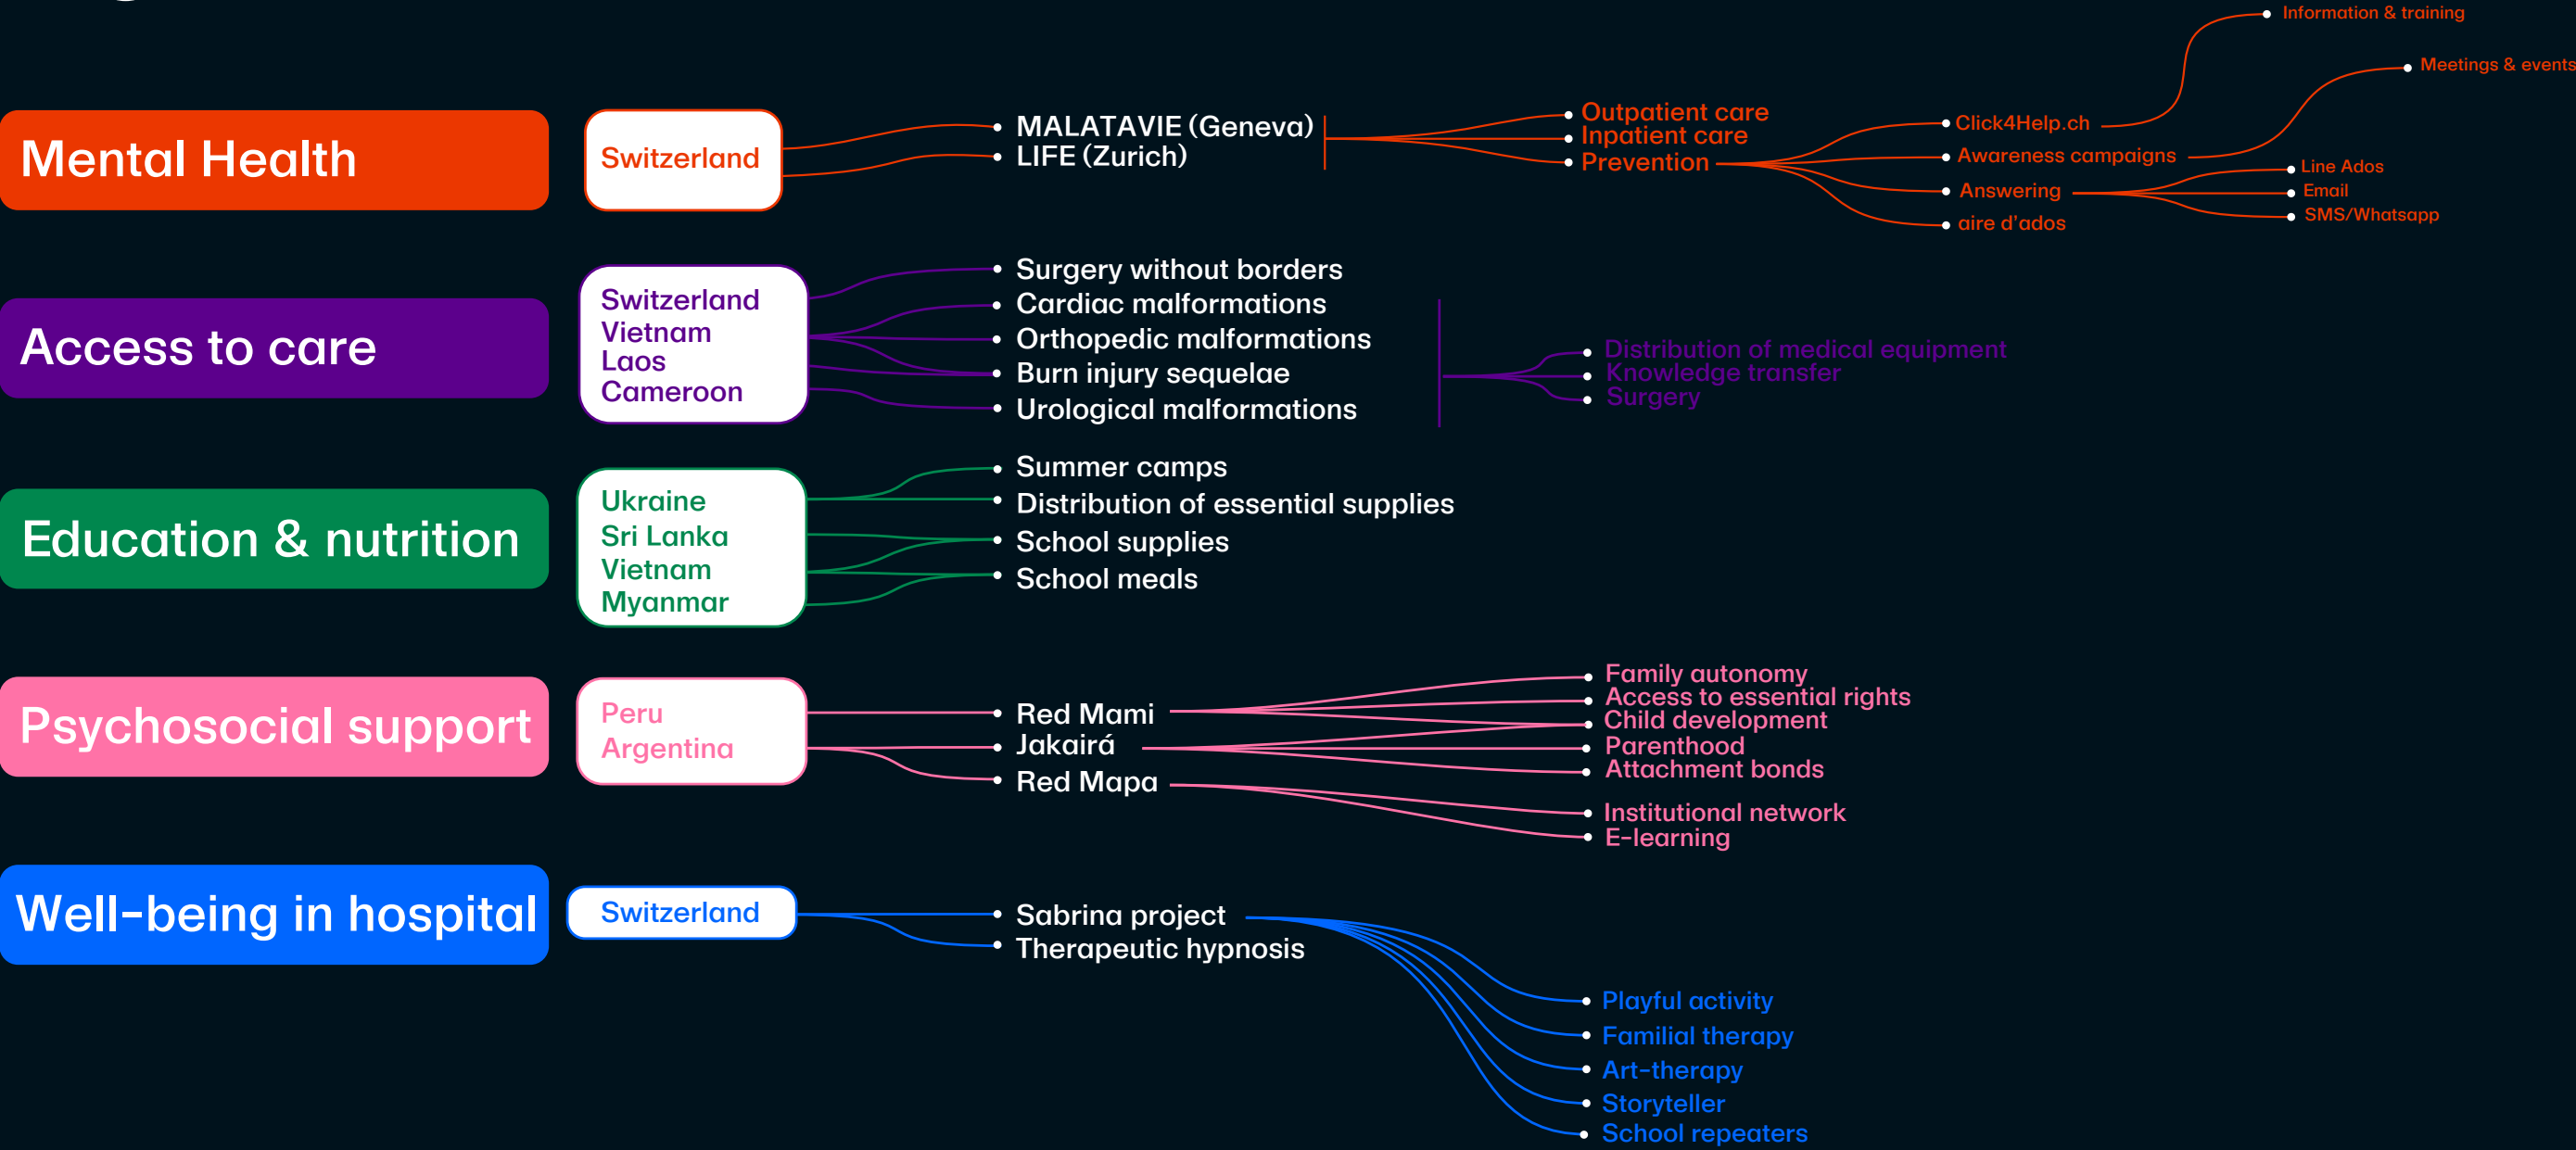 Information & training
Meetings & events
Mental Health
Switzerland
MALATAVIE (Geneva)
LIFE (Zurich)
Outpatient care
Inpatient care
Prevention
Click4Help.ch
Awareness campaigns
Answering
aire d'ados
Line Ados
Email
SMS/Whatsapp
Access to care
Switzerland
Vietnam
Laos
Cameroon
Surgery without borders
Cardiac malformations
Orthopedic malformations
Burn injury sequelae
Urological malformations
Distribution of medical equipment
Knowledge transfer
Surgery
Education & nutrition
Ukraine
Sri Lanka
Vietnam
Myanmar
Summer camps
Distribution of essential supplies
School supplies
School meals
Psychosocial support
Peru
Argentina
Red Mami
Jakairá
Red Mapa
Family autonomy
Access to essential rights
Child development
Parenthood
Attachment bonds
Institutional network
E-learning
Well-being in hospital
Switzerland
Sabrina project
Therapeutic hypnosis
Playful activity
Familial therapy
Art-therapy
Storyteller
School repeaters